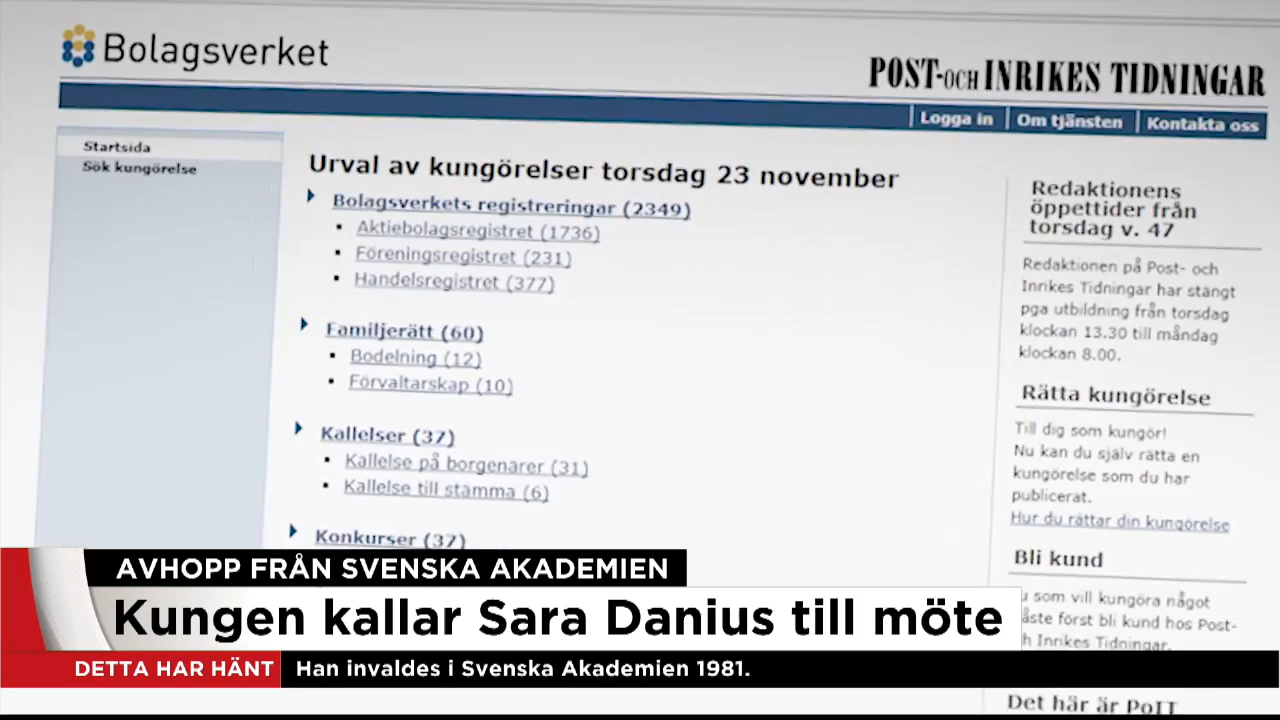 Bolagsverket
POST-OCH INRIKES TIDNINGAR
Logga in
Om tjänsten
Kontakta oss
Startsida
Sök kungörelse
Urval av kungörelser torsdag 23 november
Bolagsverkets registreringar (2349)
Aktiebolagsregistret (1736)
Föreningsregistret (231)
Handelsregistret (377)
Familjerätt (60)
Bodelning (12)
Förvaltarskap (10)
Kallelser (37)
Kallelse på borgenärer (31)
Kallelse till stämma (6)
Konkurser (37)
Redaktionens
öppettider från
torsdag v. 47
Redaktionen på Post- och
Inrikes Tidningar har stängt
pga utbildning från torsdag
klockan 13.30 till måndag
klockan 8.00.
Rätta kungörelse
Till dig som kungör!
Nu kan du själv rätta en
kungörelse som du har
publicerat.
Hur du rättar din kungörelse
Bli kund
som vill kungöra något
först bli kund hos Post-
Inrikes Tidningar.
Det här är PoIT
AVHOPP FRÅN SVENSKA AKADEMIEN
Kungen kallar Sara Danius till möte
DETTA HAR HÄNT
Han invaldes i Svenska Akademien 1981.